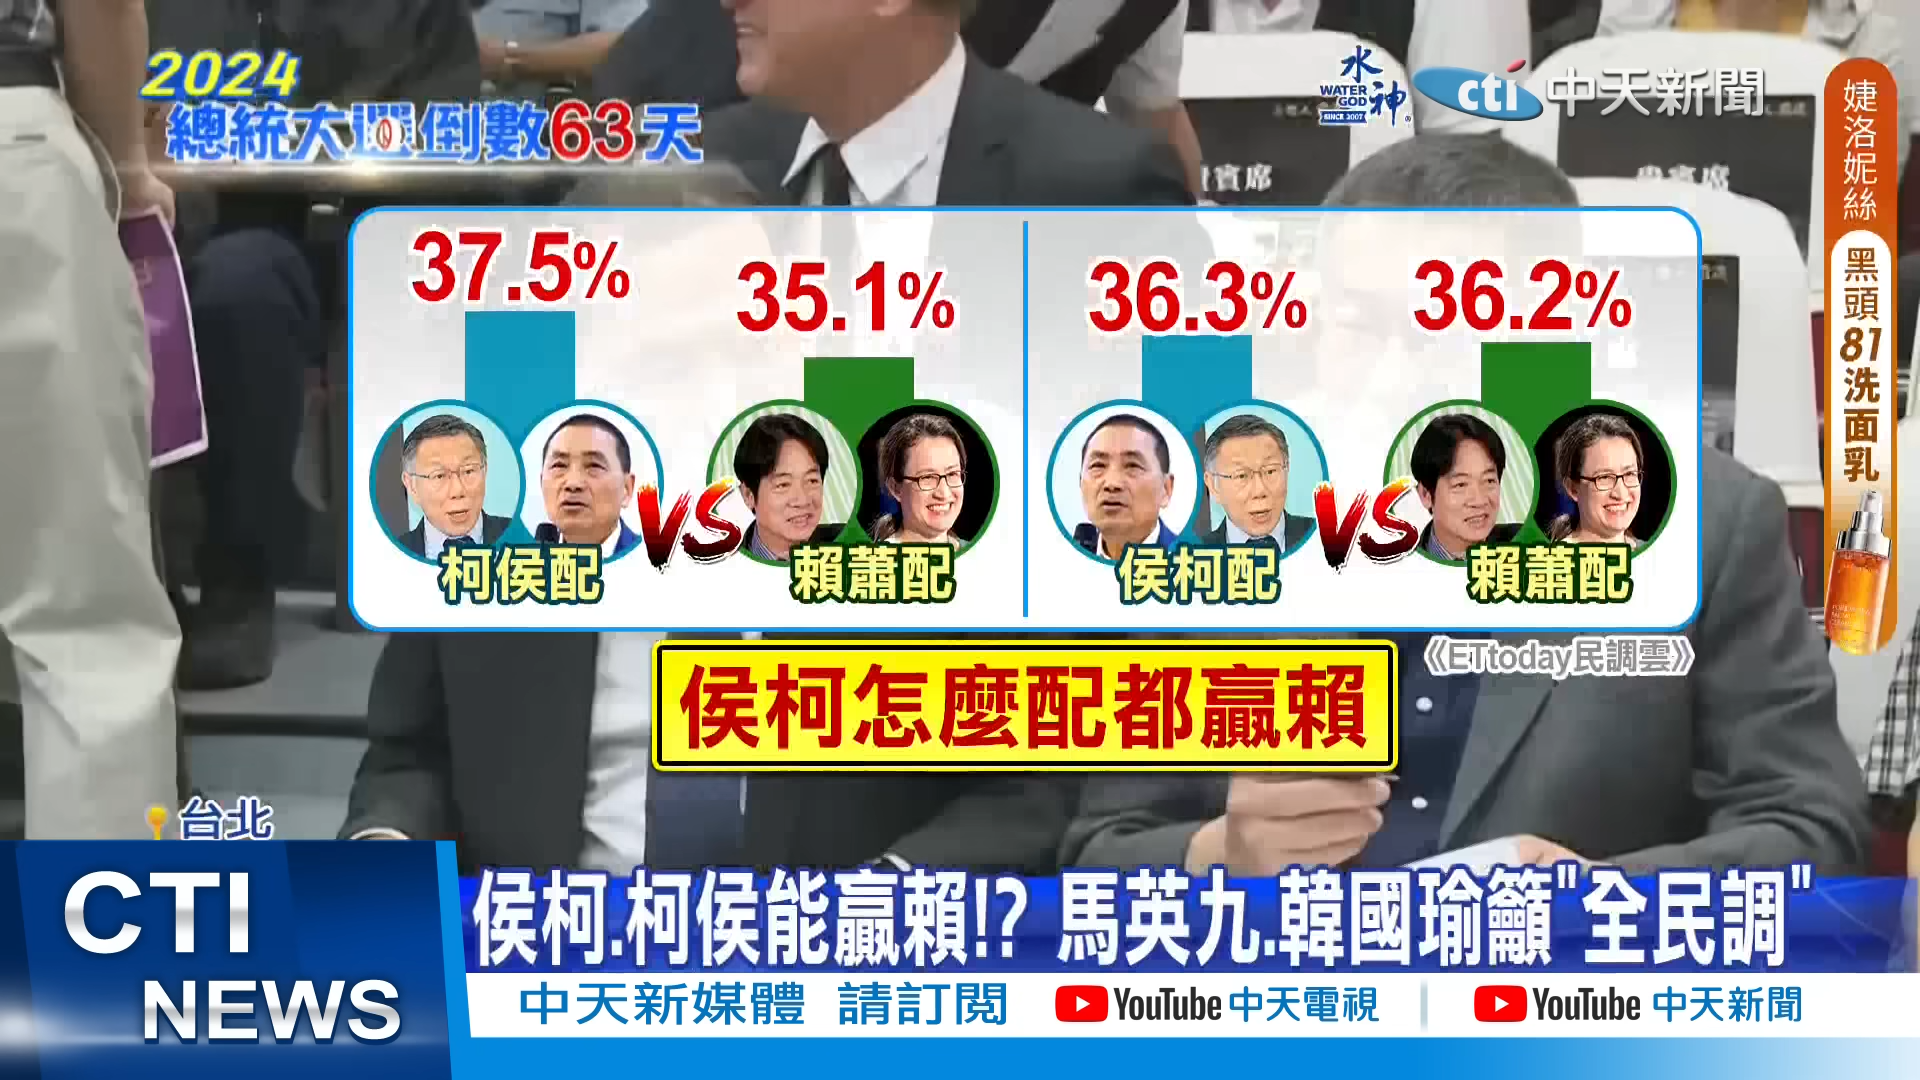 2024
總統大選倒數63天
水神
WATER GOD
SINCE 2007
cti 中天新聞
婕洛妮絲 黑頭81洗面乳
貴賓席
37.5% 35.1% 36.3% 36.2%
柯侯配 VS 賴蕭配 侯柯配 VS 賴蕭配
《ETtoday民調雲》
侯柯怎麼配都贏賴
台北
CTI NEWS
侯柯.柯侯能贏賴!? 馬英九.韓國瑜籲"全民調"
中天新媒體 請訂閱 YouTube 中天電視 YouTube 中天新聞